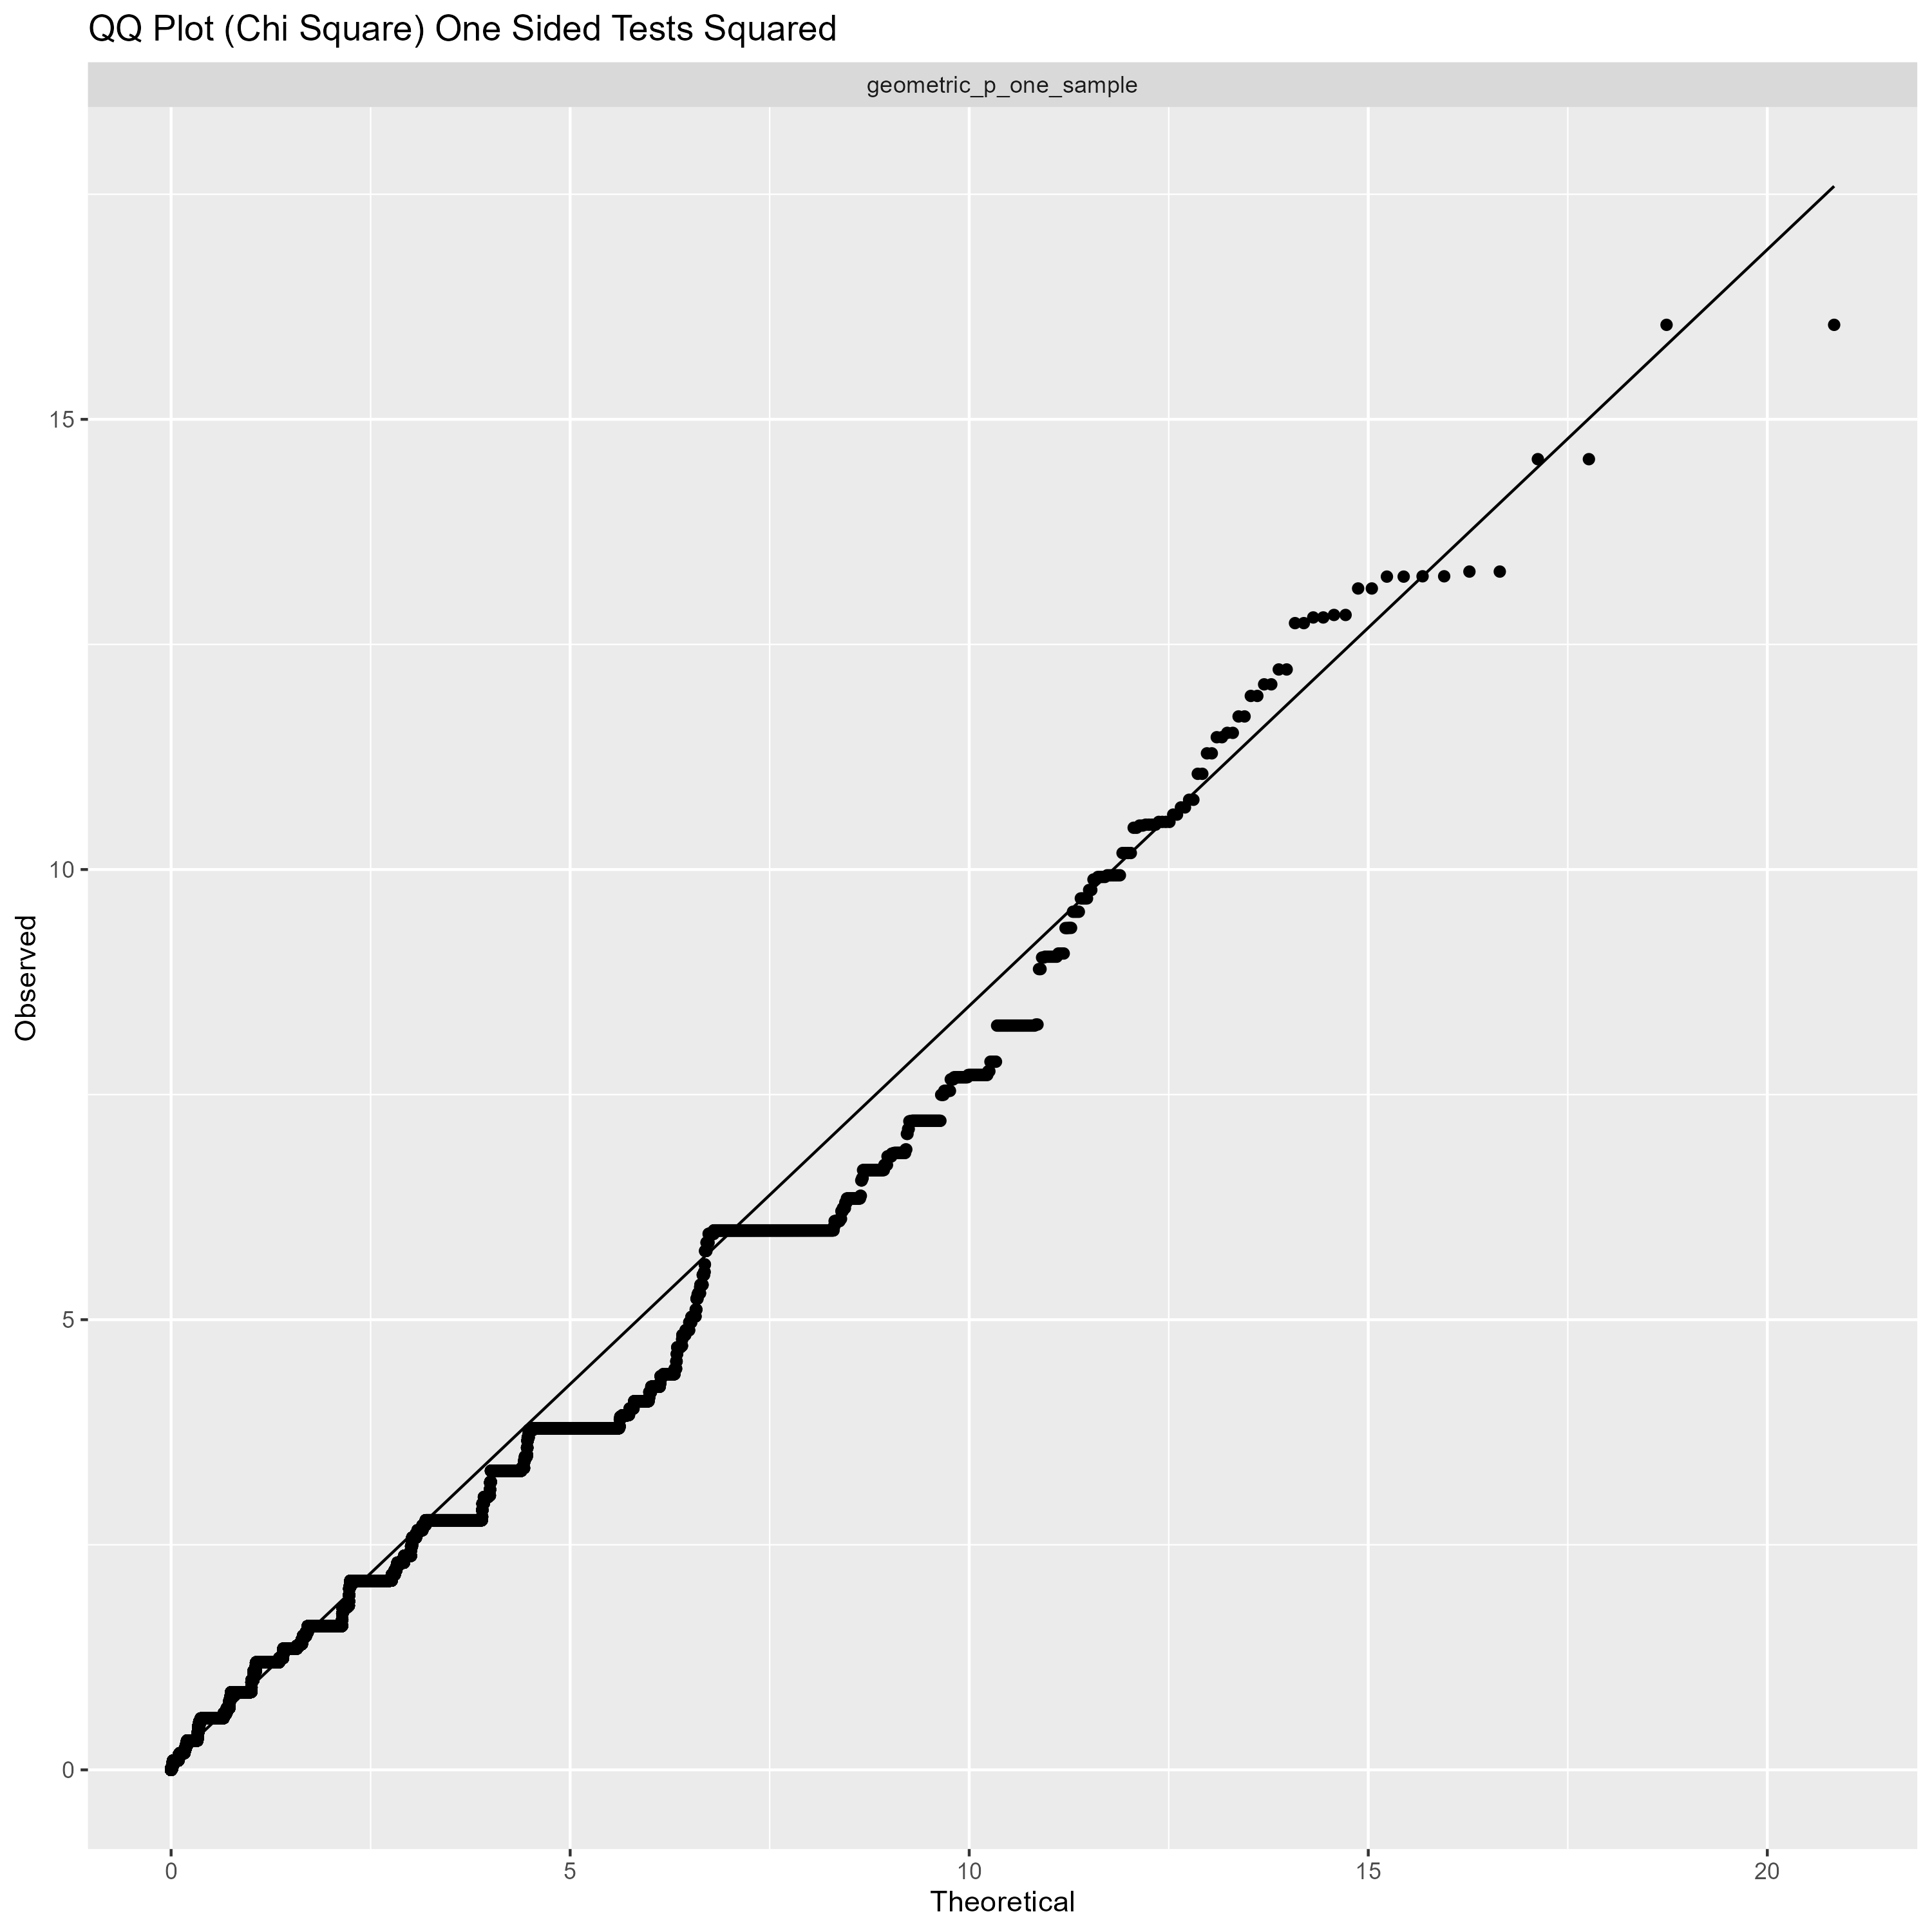 QQ Plot (Chi Square) One Sided Tests Squared
geometric_p_one_sample
15
10
5
0
Observed
0 5 10 15 20
Theoretical